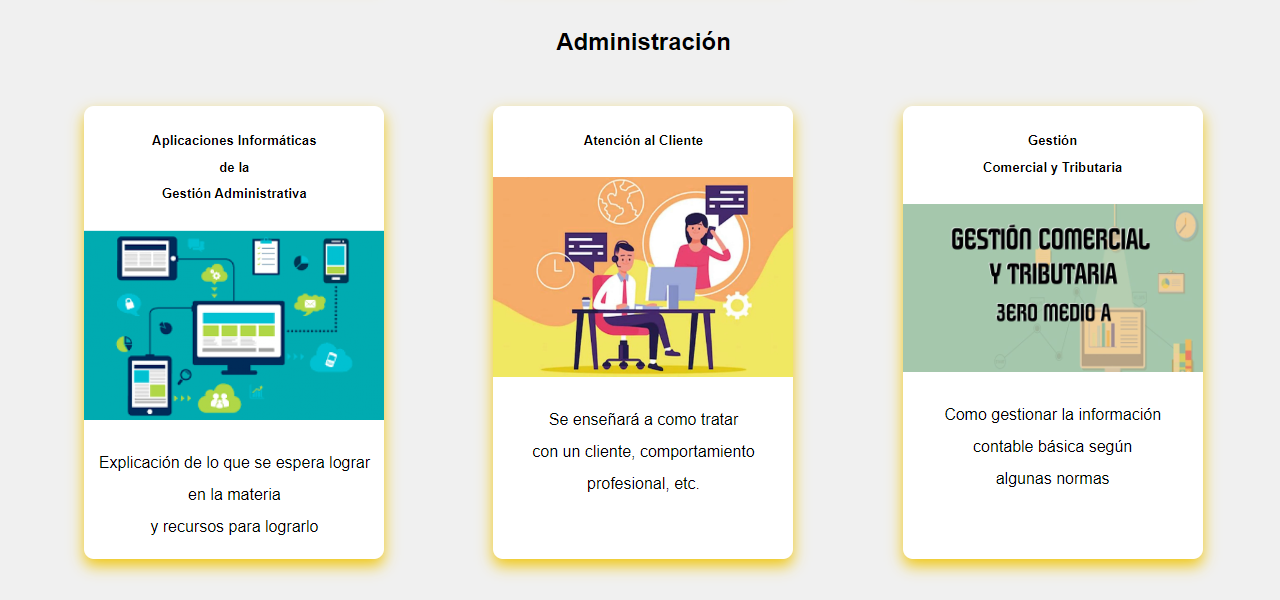 Administración
Aplicaciones Informáticas
de la
Gestión Administrativa
Explicación de lo que se espera lograr
en la materia
y recursos para lograrlo
Atención al Cliente
Se enseñará a como tratar
con un cliente, comportamiento
profesional, etc.
Gestión
Comercial y Tributaria
GESTIÓN COMERCIAL
Y TRIBUTARIA
3ERO MEDIO A
Como gestionar la información
contable básica según
algunas normas